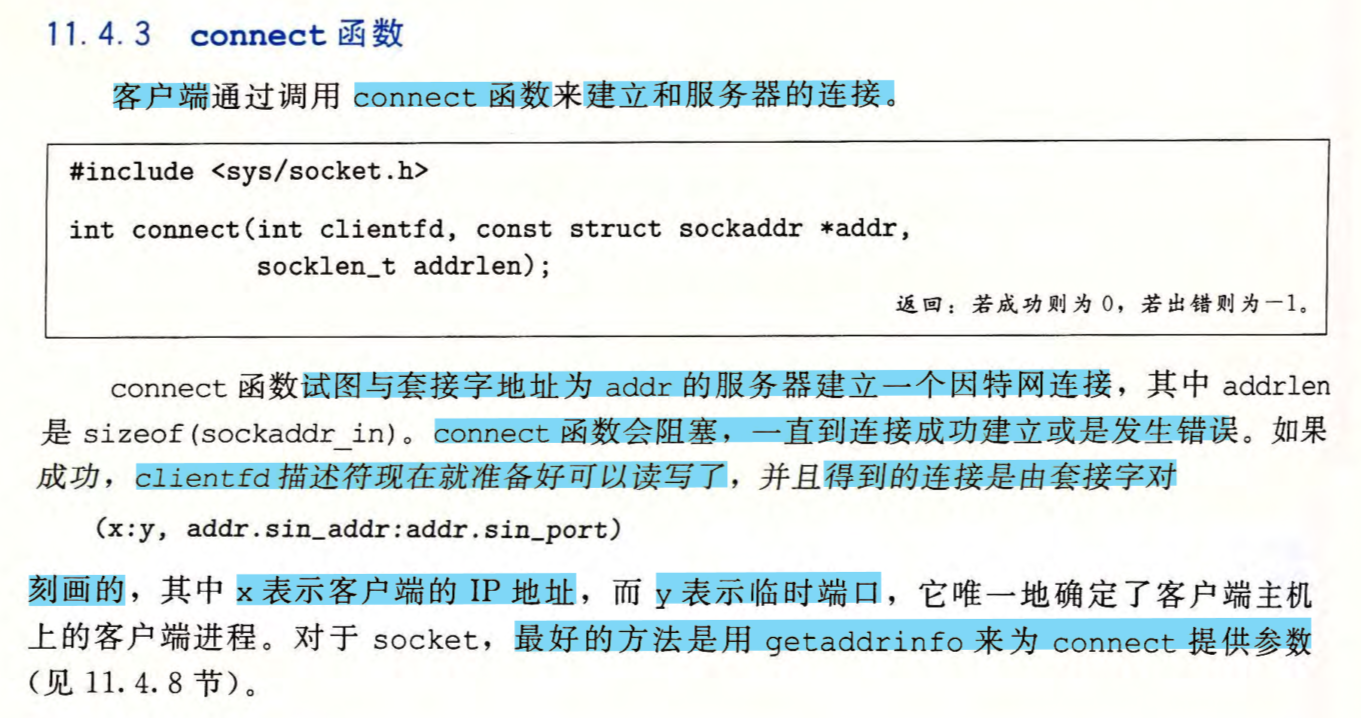 11.4.3 connect 函数
客户端通过调用 connect 函数来建立和服务器的连接。
#include <sys/socket.h>
int connect(int clientfd, const struct sockaddr *addr,
socklen_t addrlen);
返回：若成功则为 0，若出错则为－1。
connect 函数试图与套接字地址为 addr 的服务器建立一个因特网连接，其中 addrlen
是 sizeof(sockaddr_in)。connect 函数会阻塞，一直到连接成功建立或是发生错误。如果
成功，clientfd 描述符现在就准备好可以读写了，并且得到的连接是由套接字对
(x:y, addr.sin_addr:addr.sin_port)
刻画的，其中 x 表示客户端的 IP 地址，而 y 表示临时端口，它唯一地确定了客户端主机
上的客户端进程。对于 socket，最好的方法是用 getaddrinfo 来为 connect 提供参数
（见 11.4.8 节）。